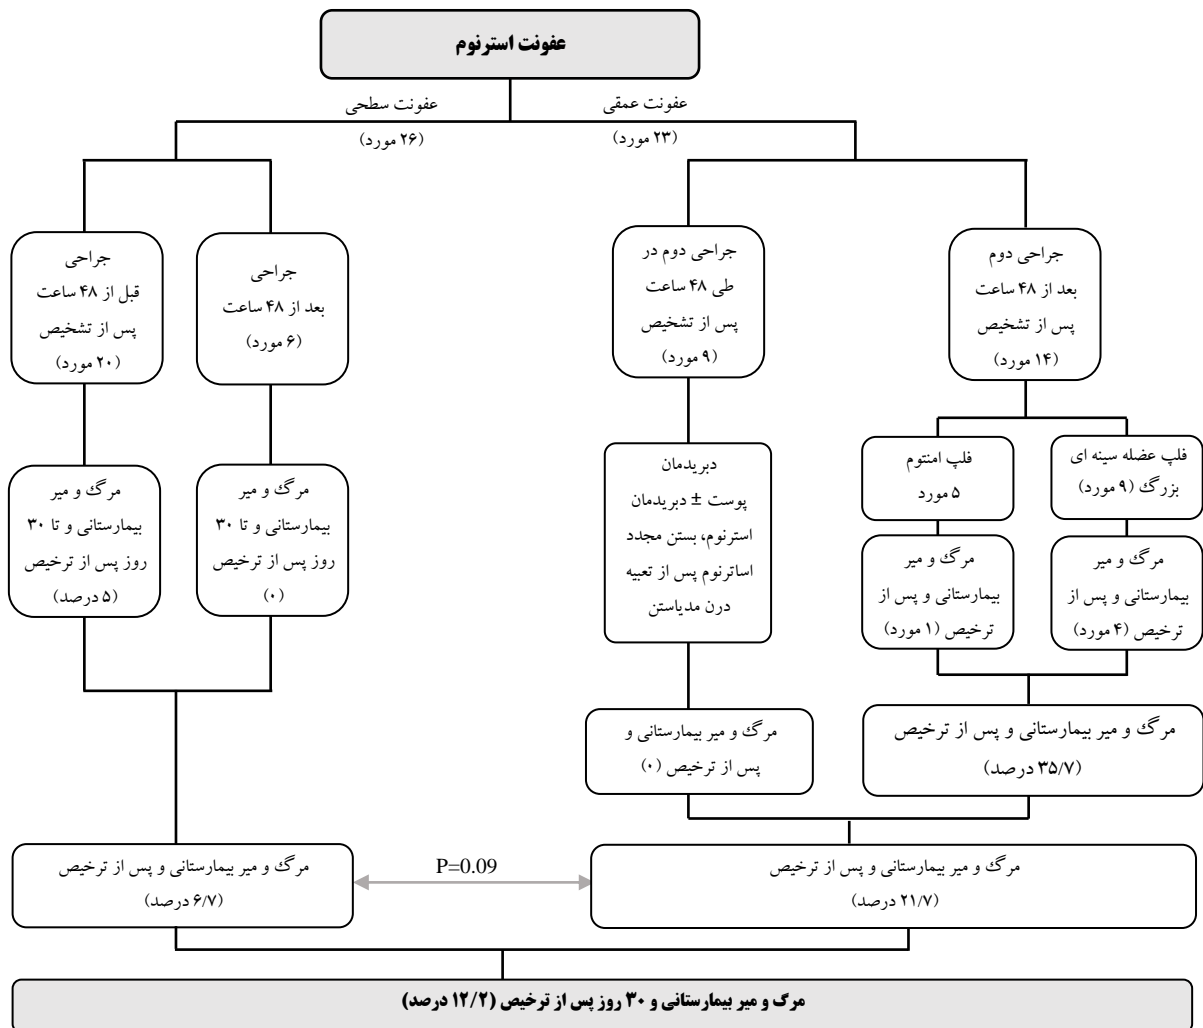 عفونت استرنوم
عفونت عمقی
(۲۳ مورد)
عفونت سطحی
(۲۶ مورد)
جراحی دوم
بعد از ۴۸ ساعت
پس از تشخیص
(۱۴ مورد)
جراحی دوم در
طی ۴۸ ساعت
پس از تشخیص
(۹ مورد)
جراحی
بعد از ۴۸ ساعت
(۶ مورد)
جراحی
قبل از ۴۸ ساعت
پس از تشخیص
(۲۰ مورد)
فلپ عضله سینه ای
بزرگ (۹ مورد)
فلپ امنتوم
۵ مورد
دبریدمان
پوست ± دبریدمان
استرنوم، بستن مجدد
اساترنوم پس از تعبیه
درن مدیاستن
مرگ و میر
بیمارستانی و تا ۳۰
روز پس از ترخیص
(۰)
مرگ و میر
بیمارستانی و تا ۳۰
روز پس از ترخیص
(۵ درصد)
مرگ و میر
بیمارستانی و پس از
ترخیص (۴ مورد)
مرگ و میر
بیمارستانی و پس از
ترخیص (۱ مورد)
مرگ و میر بیمارستانی و پس از ترخیص
(۳۵/۷ درصد)
مرگ و میر بیمارستانی و
پس از ترخیص (۰)
مرگ و میر بیمارستانی و پس از ترخیص
(۲۱/۷ درصد)
P=0.09
مرگ و میر بیمارستانی و پس از ترخیص
(۶/۷ درصد)
مرگ و میر بیمارستانی و ۳۰ روز پس از ترخیص (۱۲/۲ درصد)